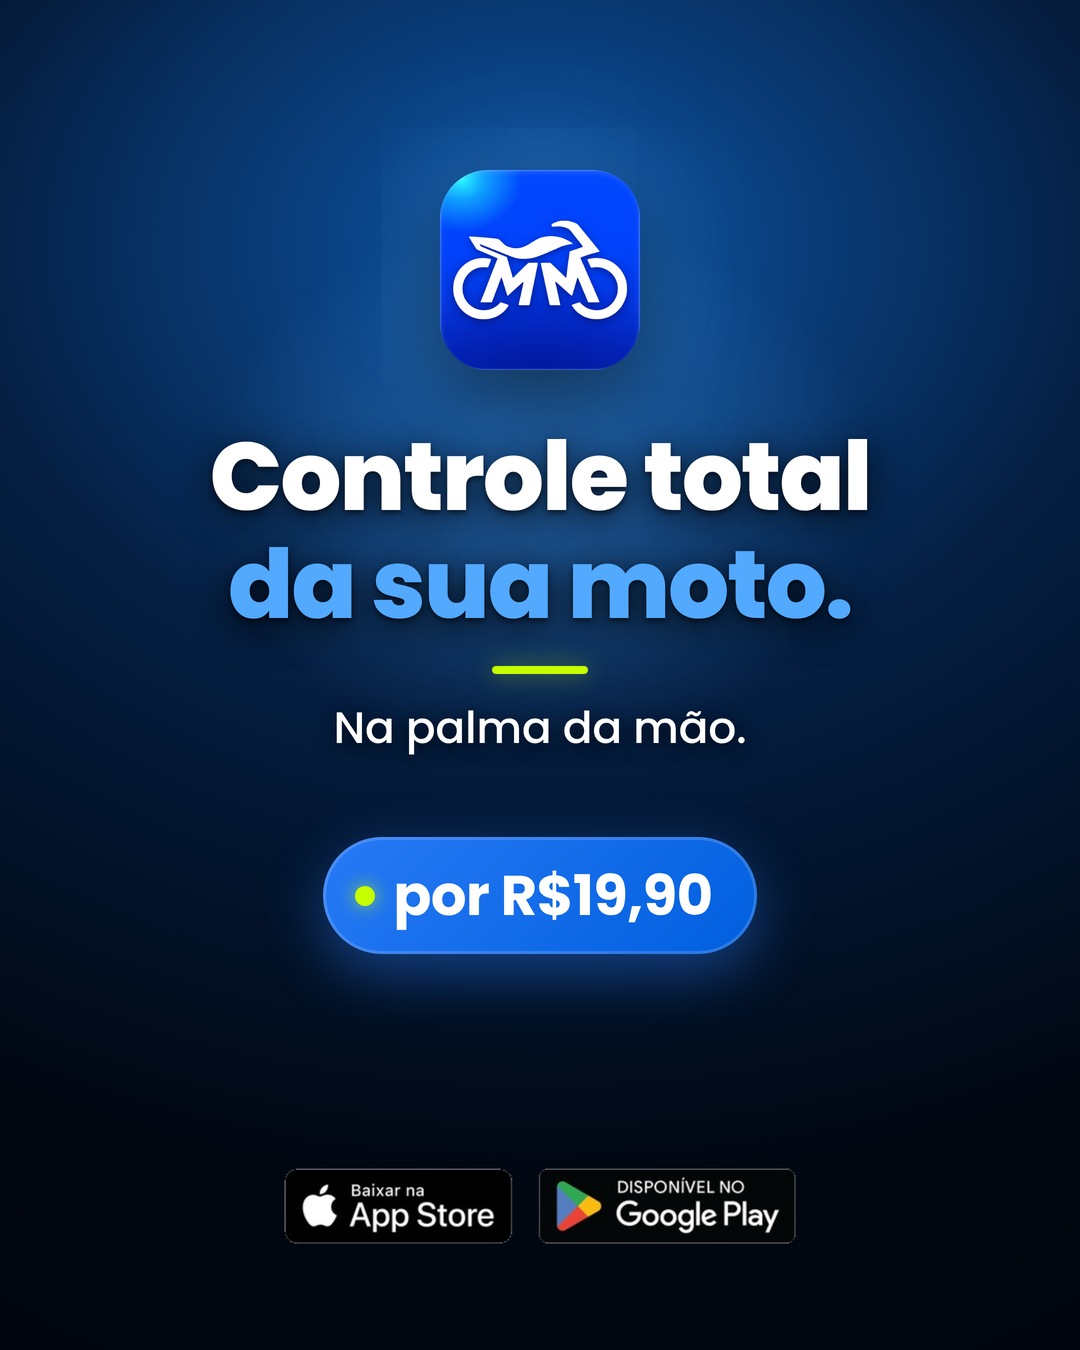 MM
Controle total
da sua moto.
Na palma da mão.
por R$19,90
Baixar na
App Store
DISPONÍVEL NO
Google Play